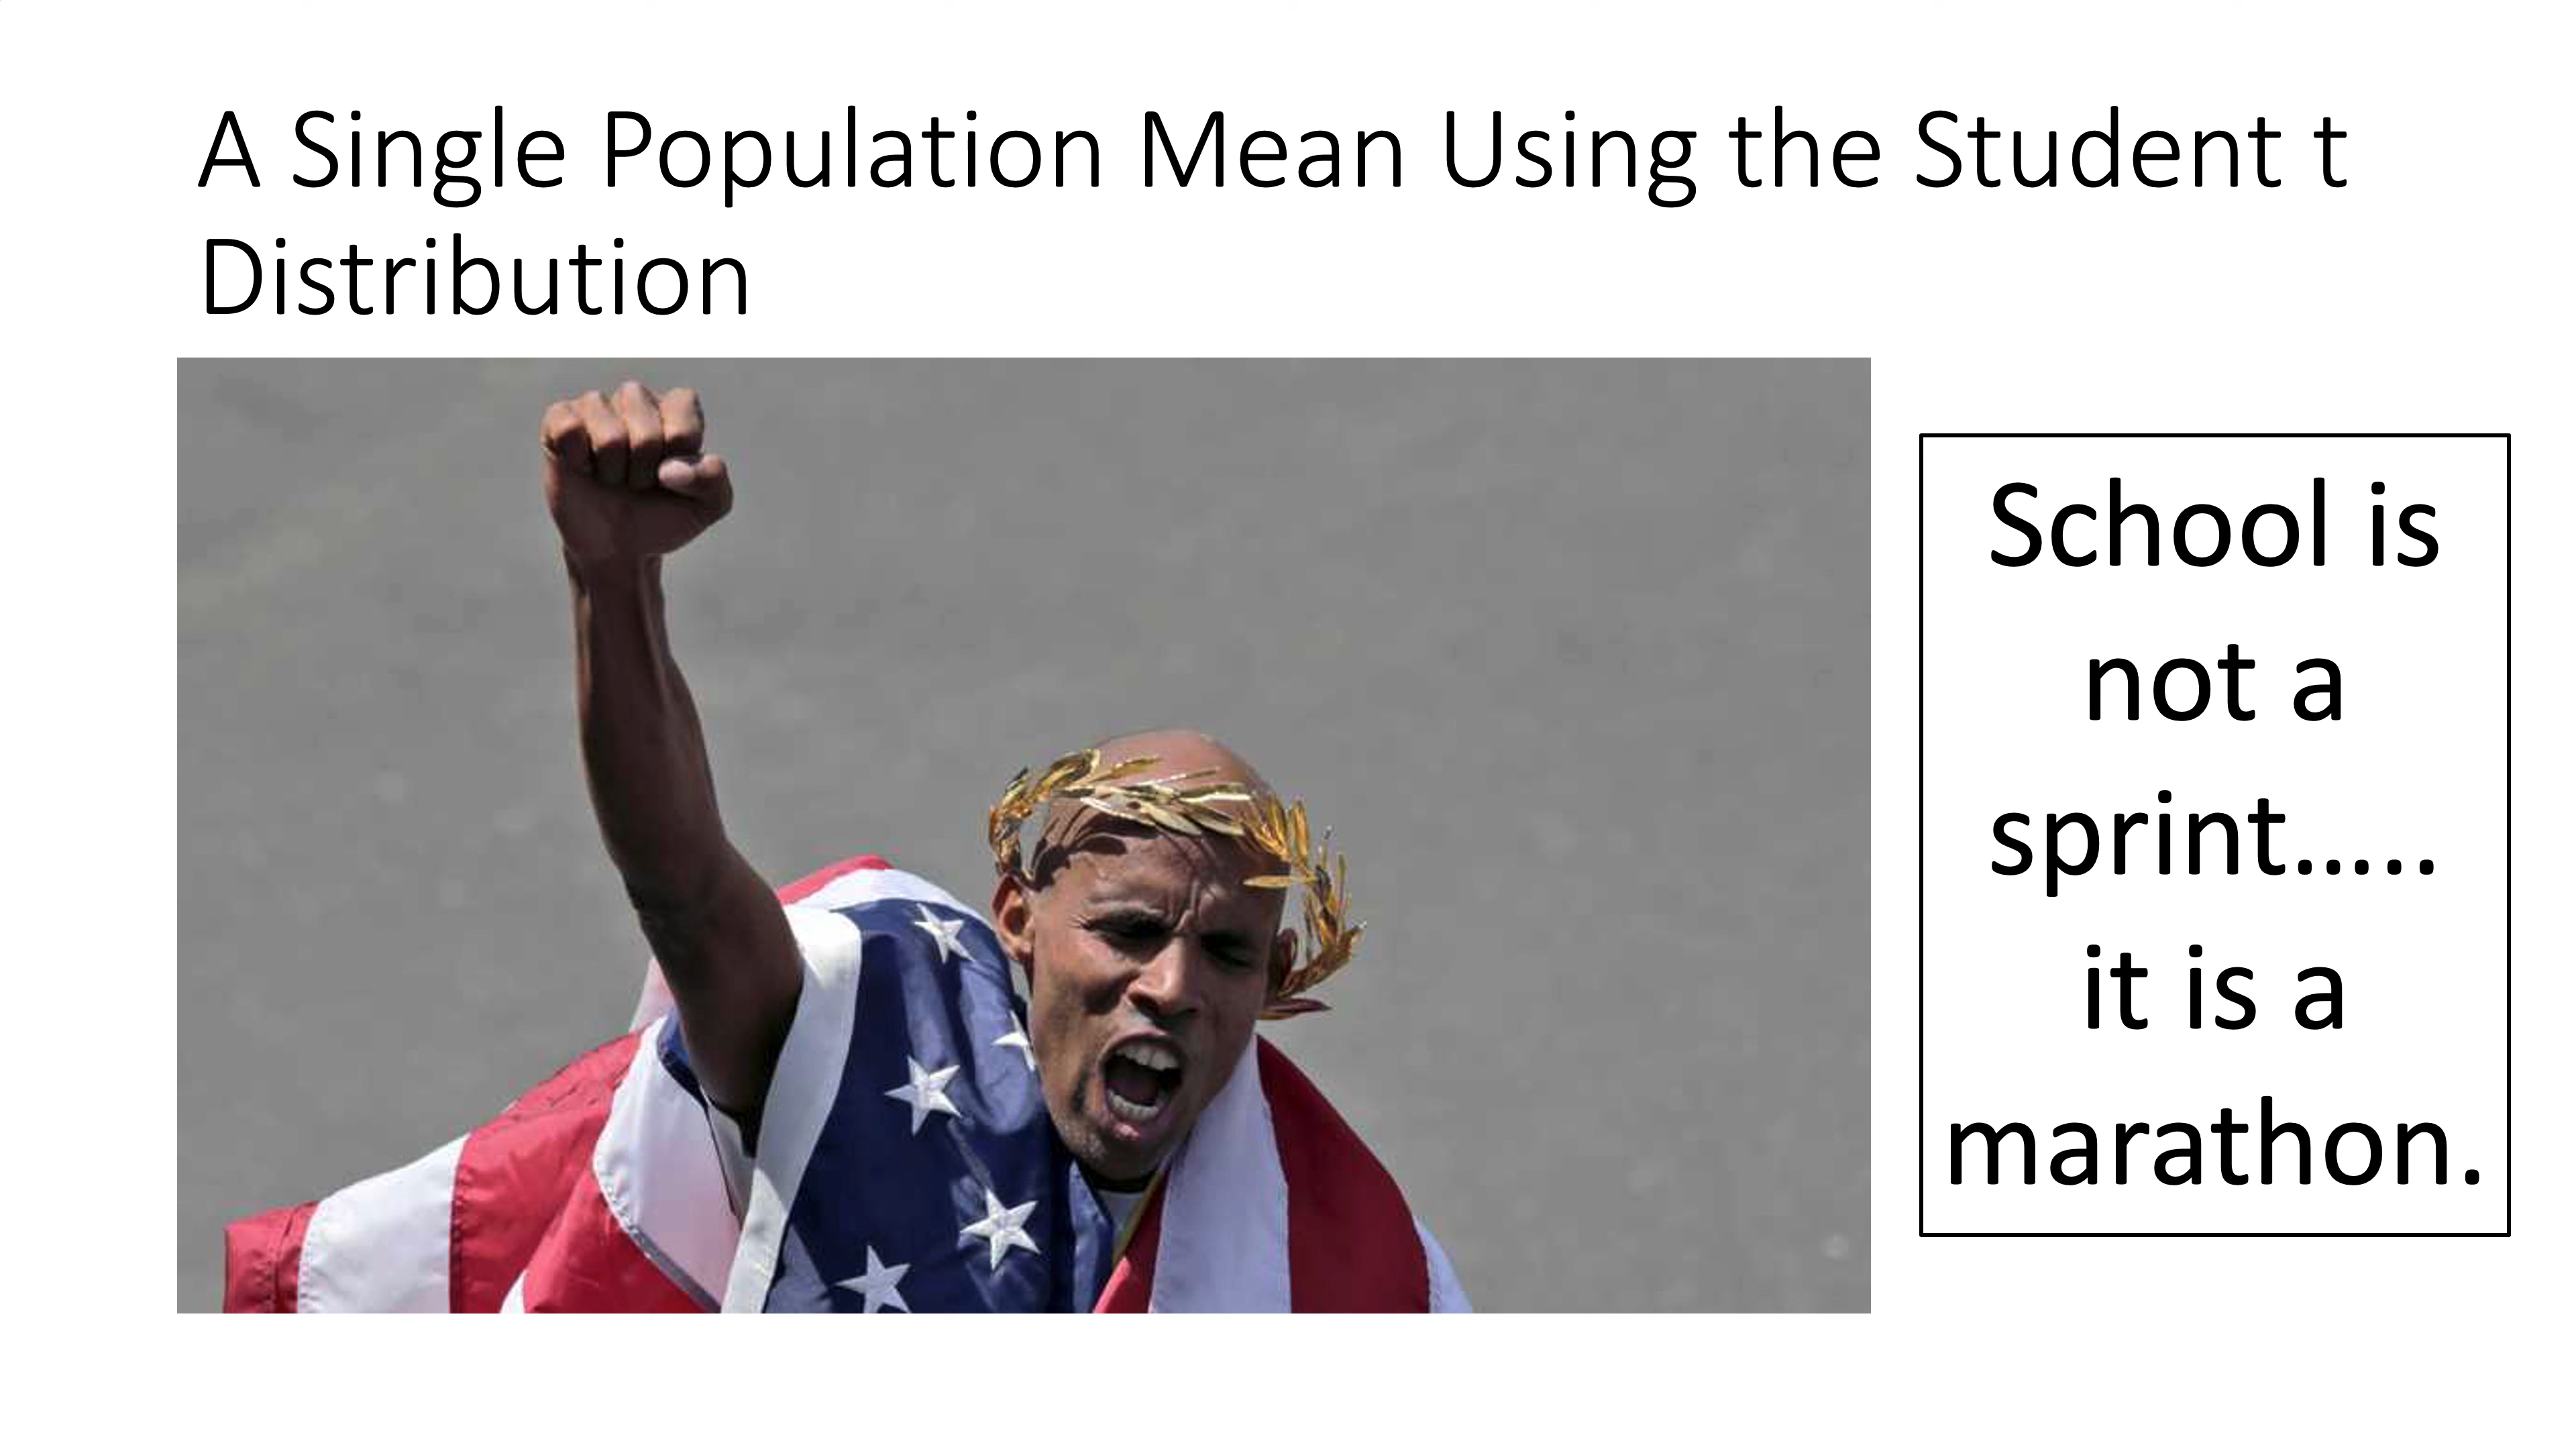 A Single Population Mean Using the Student t
Distribution
School is
not a
sprint…..
it is a
marathon.